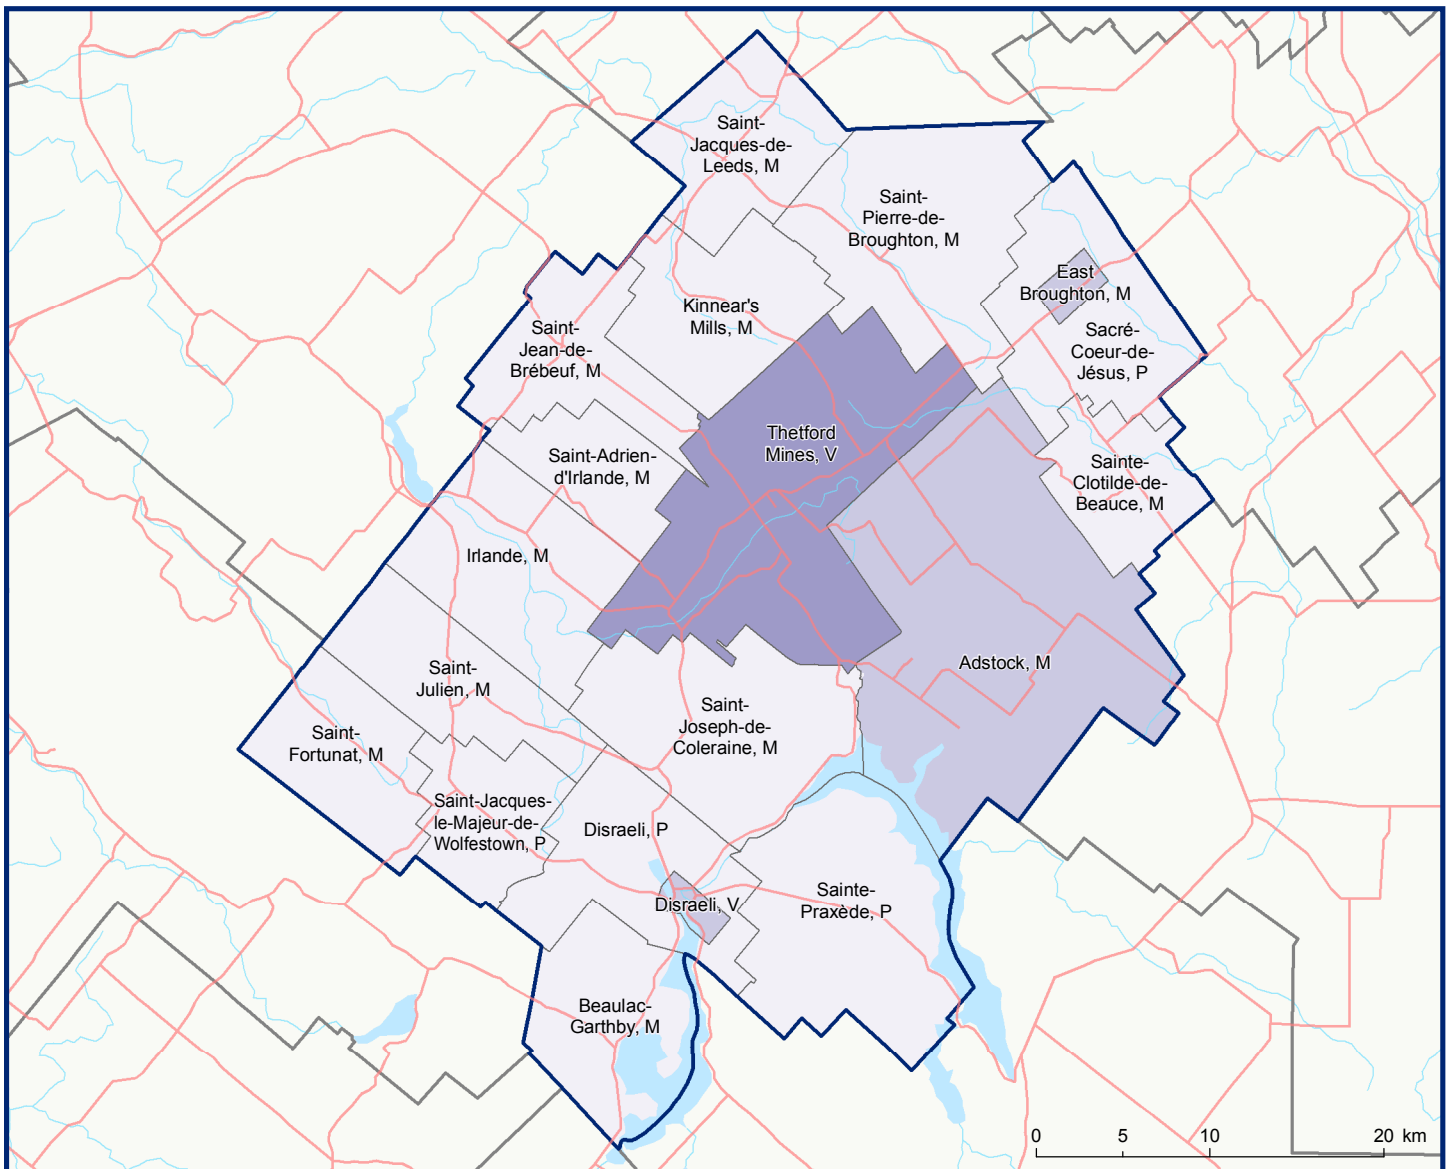 Saint-
Jacques-de-
Leeds, M
Saint-
Pierre-de-
Broughton, M
East
Broughton, M
Kinnear's
Mills, M
Saint-
Jean-de-
Brébeuf, M
Sacré-
Coeur-de-
Jésus, P
Thetford
Mines, V
Saint-Adrien-
d'Irlande, M
Sainte-
Clotilde-de-
Beauce, M
Irlande, M
Adstock, M
Saint-
Julien, M
Saint-
Joseph-de-
Coleraine, M
Saint-
Fortunat, M
Saint-Jacques-
le-Majeur-de-
Wolfestown, P
Disraeli, P
Disraeli, V
Sainte-
Praxède, P
Beaulac-
Garthby, M
0 5 10 20 km